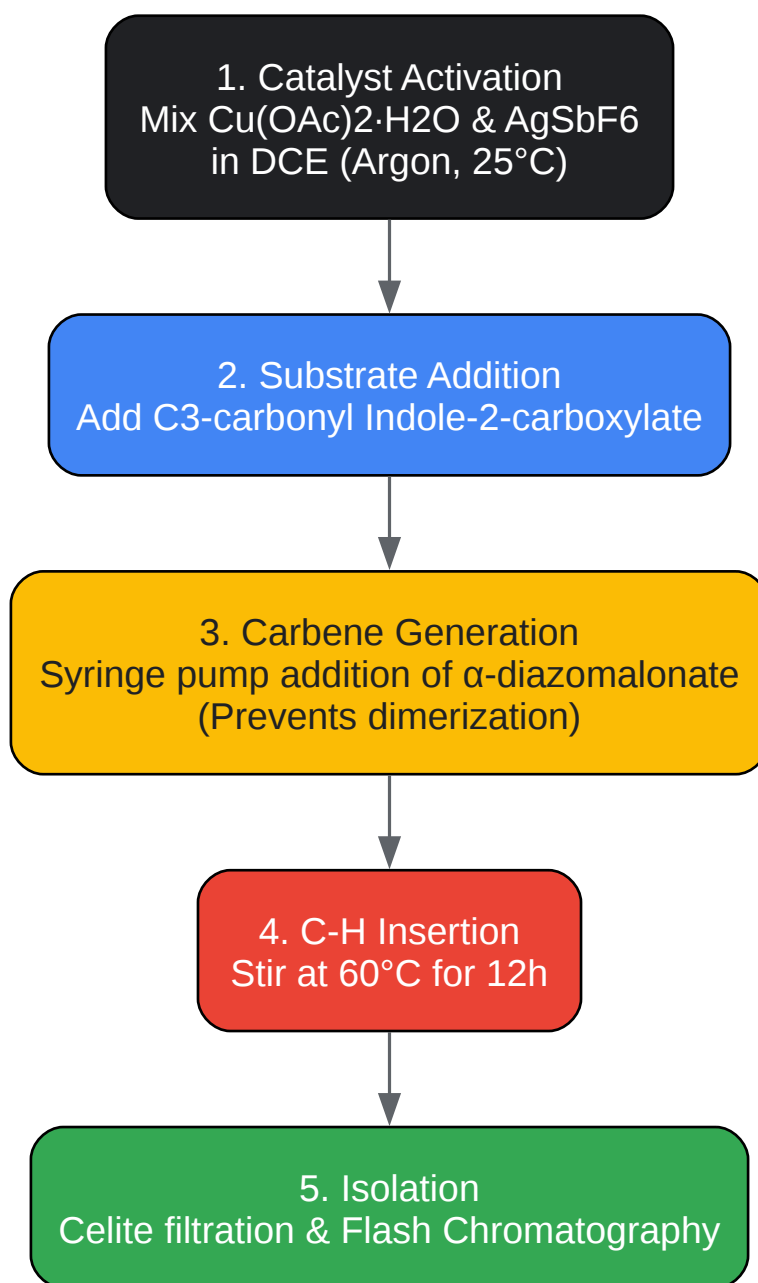 1. Catalyst Activation
Mix Cu(OAc)2·H2O & AgSbF6
in DCE (Argon, 25°C)
2. Substrate Addition
Add C3-carbonyl Indole-2-carboxylate
3. Carbene Generation
Syringe pump addition of α-diazomalonate
(Prevents dimerization)
4. C-H Insertion
Stir at 60°C for 12h
5. Isolation
Celite filtration & Flash Chromatography